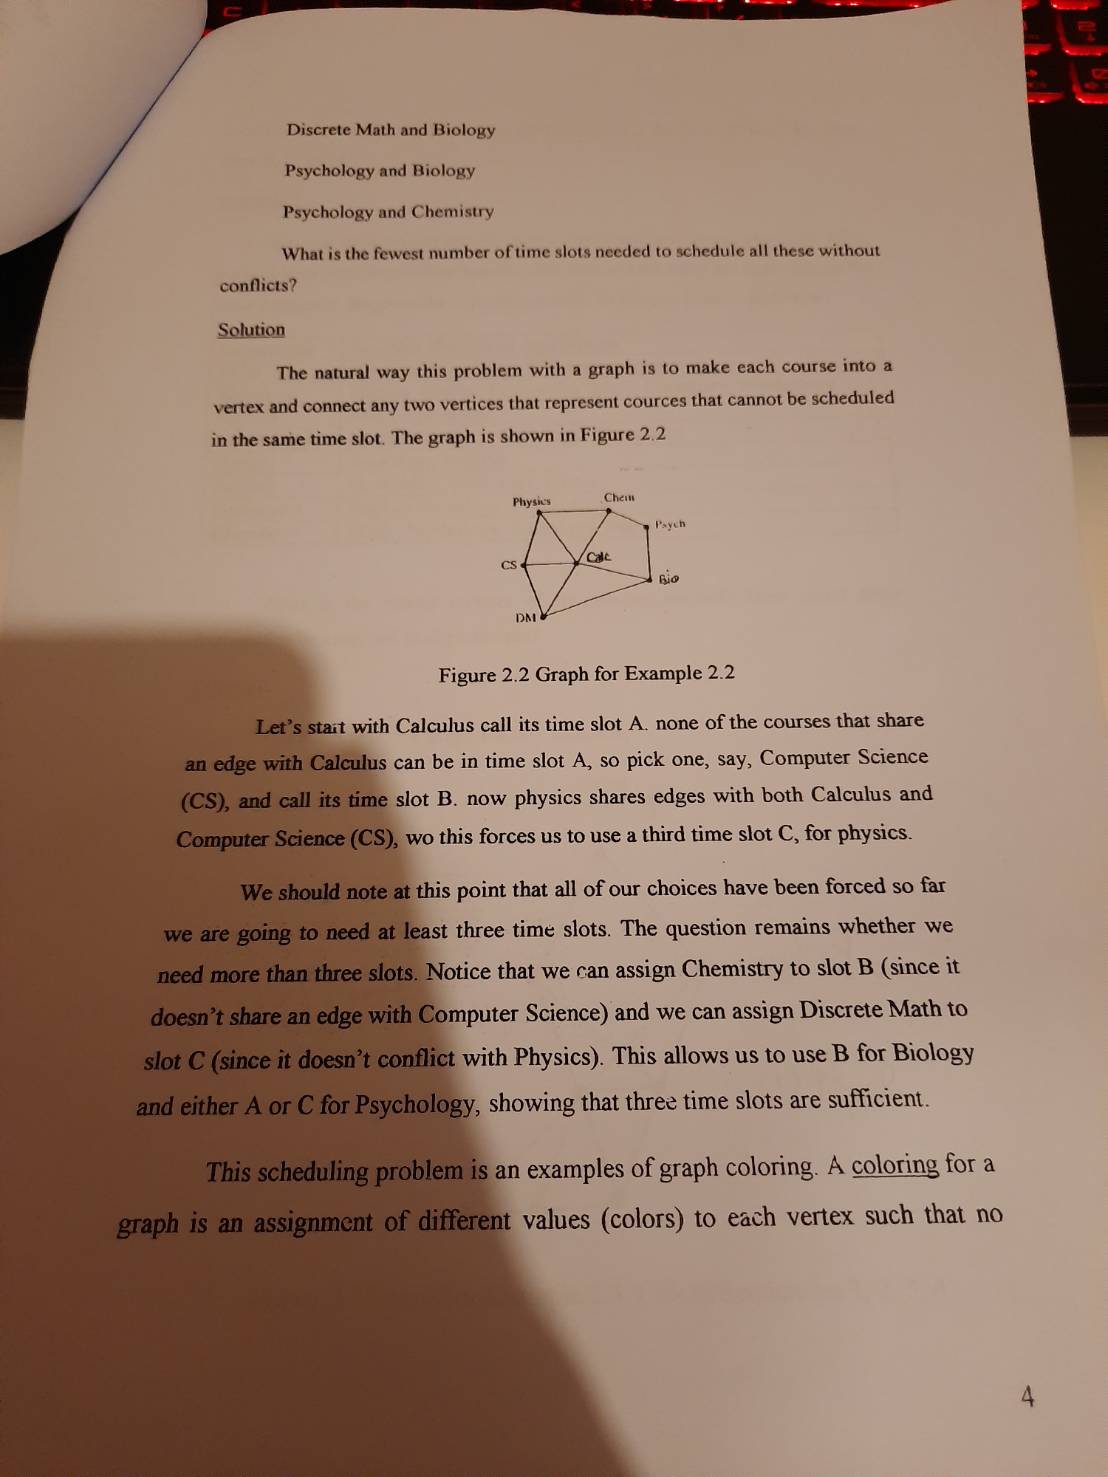 Discrete Math and Biology
Psychology and Biology
Psychology and Chemistry
What is the fewest number of time slots needed to schedule all these without
conflicts?
Solution
The natural way this problem with a graph is to make each course into a
vertex and connect any two vertices that represent cources that cannot be scheduled
in the same time slot. The graph is shown in Figure 2.2
Physics Chem
Psych
CS Calc
Bio
DM
Figure 2.2 Graph for Example 2.2
Let's start with Calculus call its time slot A. none of the courses that share
an edge with Calculus can be in time slot A, so pick one, say, Computer Science
(CS), and call its time slot B. now physics shares edges with both Calculus and
Computer Science (CS), wo this forces us to use a third time slot C, for physics.
We should note at this point that all of our choices have been forced so far
we are going to need at least three time slots. The question remains whether we
need more than three slots. Notice that we can assign Chemistry to slot B (since it
doesn't share an edge with Computer Science) and we can assign Discrete Math to
slot C (since it doesn't conflict with Physics). This allows us to use B for Biology
and either A or C for Psychology, showing that three time slots are sufficient.
This scheduling problem is an examples of graph coloring. A coloring for a
graph is an assignment of different values (colors) to each vertex such that no
4